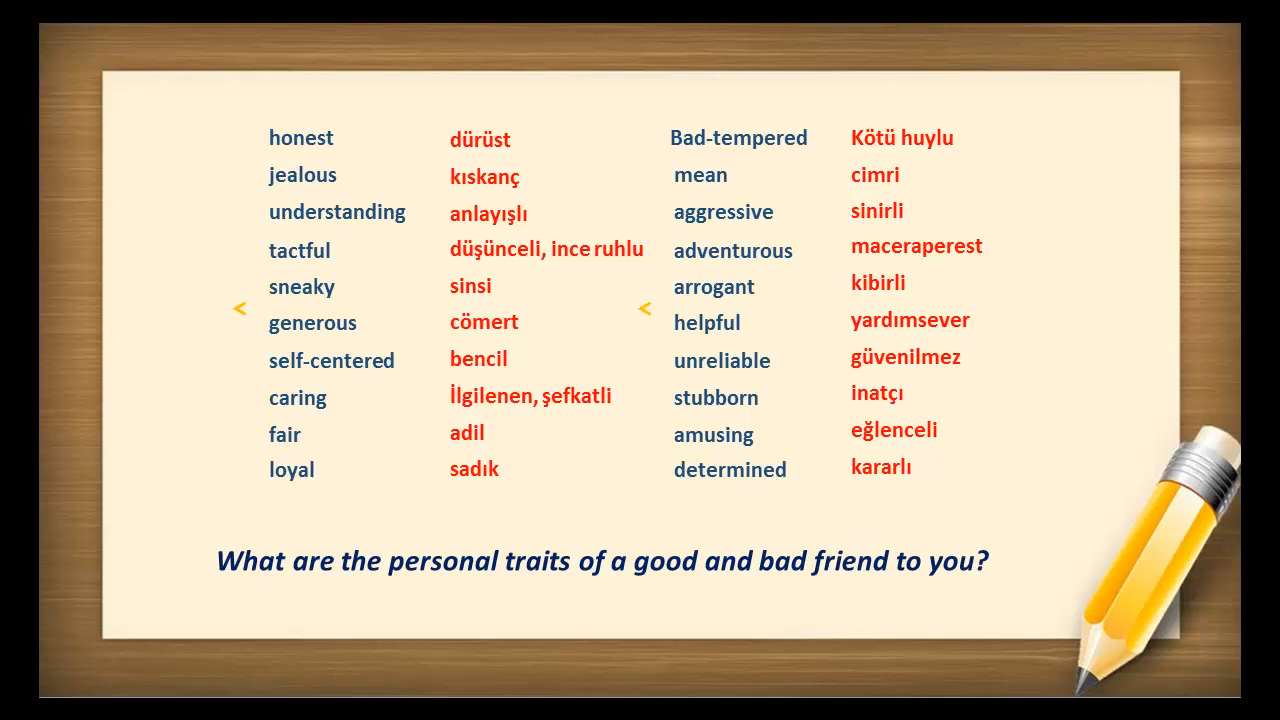 honest dürüst Bad-tempered Kötü huylu
jealous kıskanç mean cimri
understanding anlayışlı aggressive sinirli
tactful düşünceli, ince ruhlu adventurous maceraperest
sneaky sinsi arrogant kibirli
generous cömert helpful yardımsever
self-centered bencil unreliable güvenilmez
caring İlgilenen, şefkatli stubborn inatçı
fair adil amusing eğlenceli
loyal sadık determined kararlı
What are the personal traits of a good and bad friend to you?